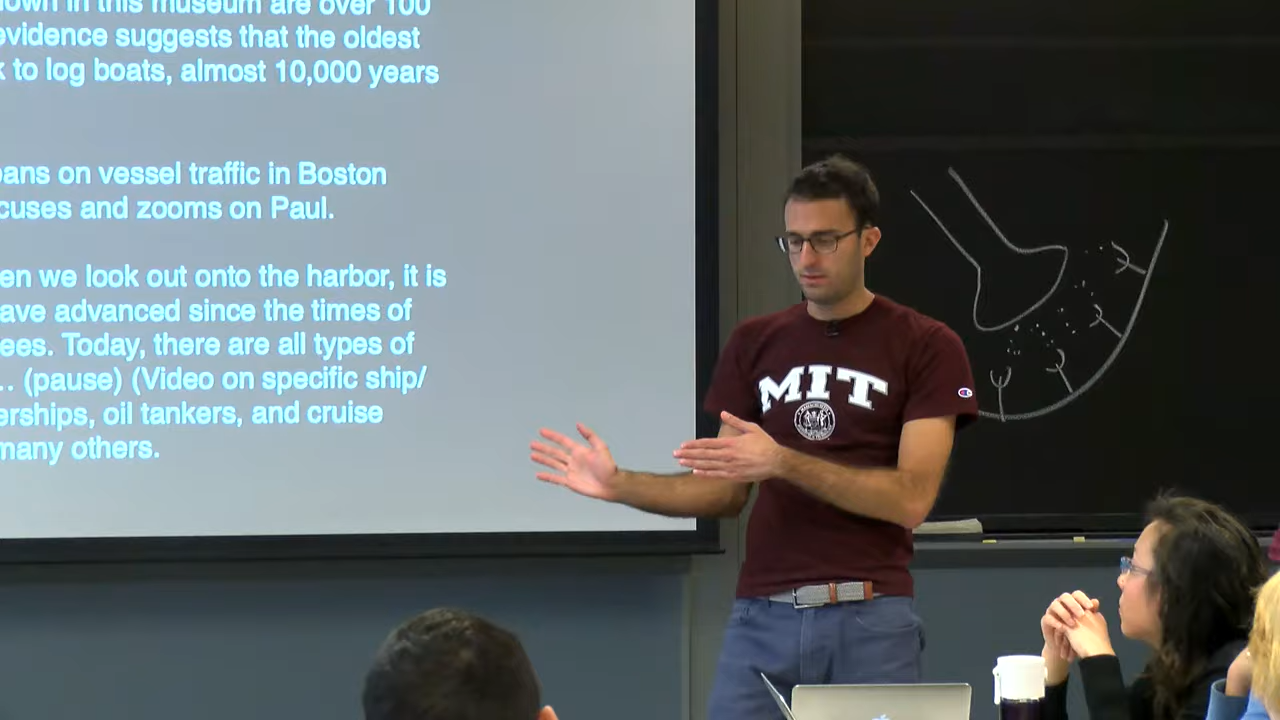 own in this museum are over 100
evidence suggests that the oldest
k to log boats, almost 10,000 years
pans on vessel traffic in Boston
cuses and zooms on Paul.
en we look out onto the harbor, it is
ave advanced since the times of
ees. Today, there are all types of
.. (pause) (Video on specific ship/
erships, oil tankers, and cruise
many others.
MIT